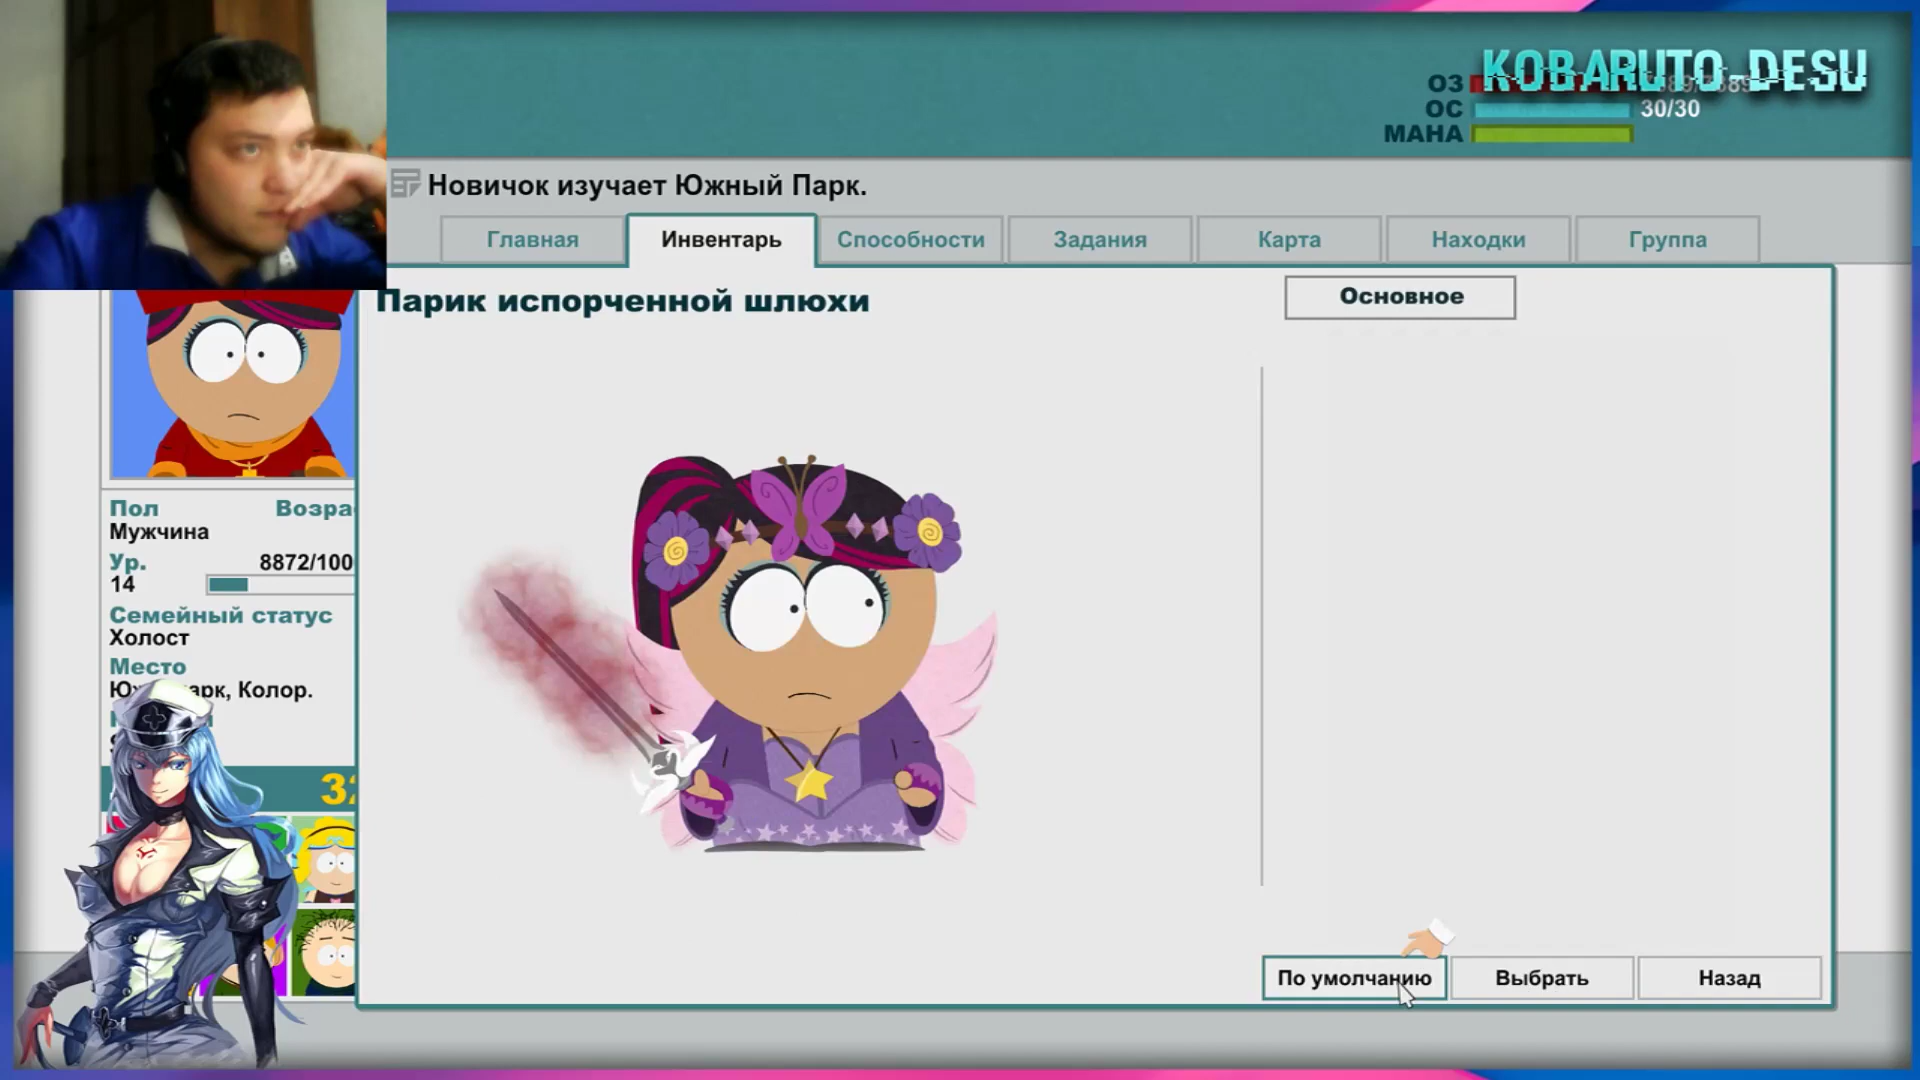 KOBARUTO-DESU
ОЗ
ОС 30/30
МАНА
Новичок изучает Южный Парк.
Главная Инвентарь Способности Задания Карта Находки Группа
Парик испорченной шлюхи
Основное
Пол
Мужчина
Ур. 8872/100
14
Семейный статус
Холост
Место
Колор.
По умолчанию Выбрать Назад